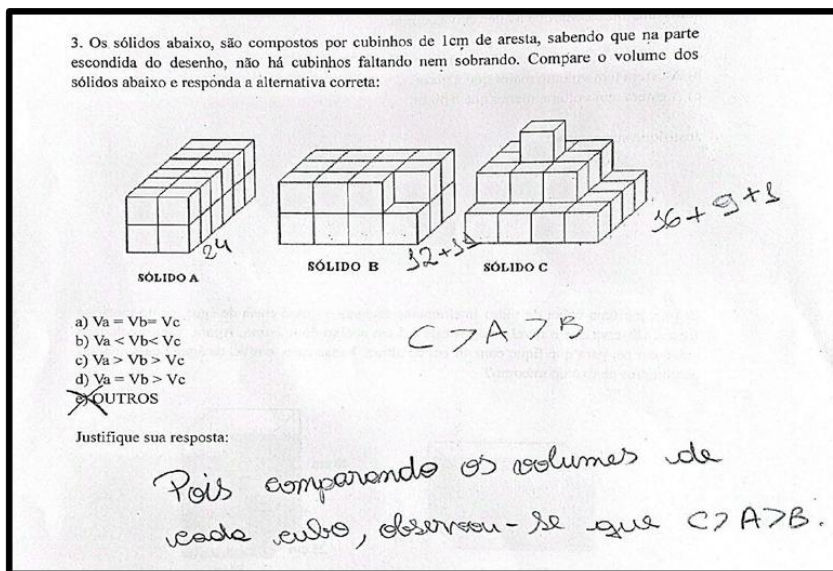 3. Os sólidos abaixo, são compostos por cubinhos de 1cm de aresta, sabendo que na parte
escondida do desenho, não há cubinhos faltando nem sobrando. Compare o volume dos
sólidos abaixo e responda a alternativa correta:
24
12+
16+9+1
SÓLIDO A
SÓLIDO B
SÓLIDO C
a) Va = Vb= Vc
b) Va < Vb< Vc
c) Va > Vb > Vc
d) Va = Vb > Vc
e) OUTROS
C>A>B
Justifique sua resposta:
Pois comparando os volumes de
cada cubo, observou-se que C>A>B.